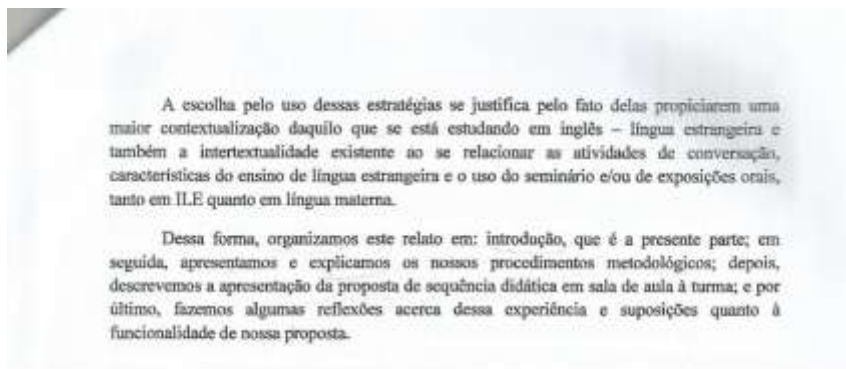 A escolha pelo uso dessas estratégias se justifica pelo fato delas propiciarem uma
maior contextualização daquilo que se está estudando em inglês – língua estrangeira e
também a intertextualidade existente ao se relacionar as atividades de conversação,
características do ensino de língua estrangeira e o uso do seminário e/ou de exposições orais,
tanto em ILE quanto em língua materna.
Dessa forma, organizamos este relato em: introdução, que é a presente parte; em
seguida, apresentamos e explicamos os nossos procedimentos metodológicos; depois,
descrevemos a apresentação da proposta de sequência didática em sala de aula à turma; e por
último, fazemos algumas reflexões acerca dessa experiência e suposições quanto à
funcionalidade de nossa proposta.